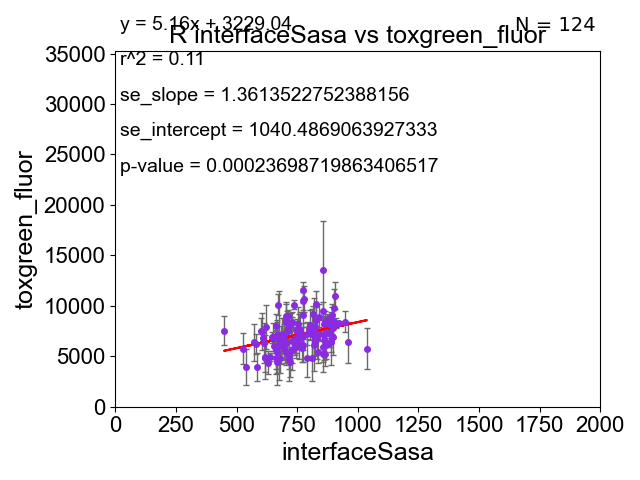 y = 5.16x + 3229.04
N = 124
R interfaceSasa vs toxgreen_fluor
r^2 = 0.11
se_slope = 1.3613522752388156
se_intercept = 1040.4869063927333
p-value = 0.00023698719863406517
35000
30000
25000
20000
15000
10000
5000
0
toxgreen_fluor
0 250 500 750 1000 1250 1500 1750 2000
interfaceSasa